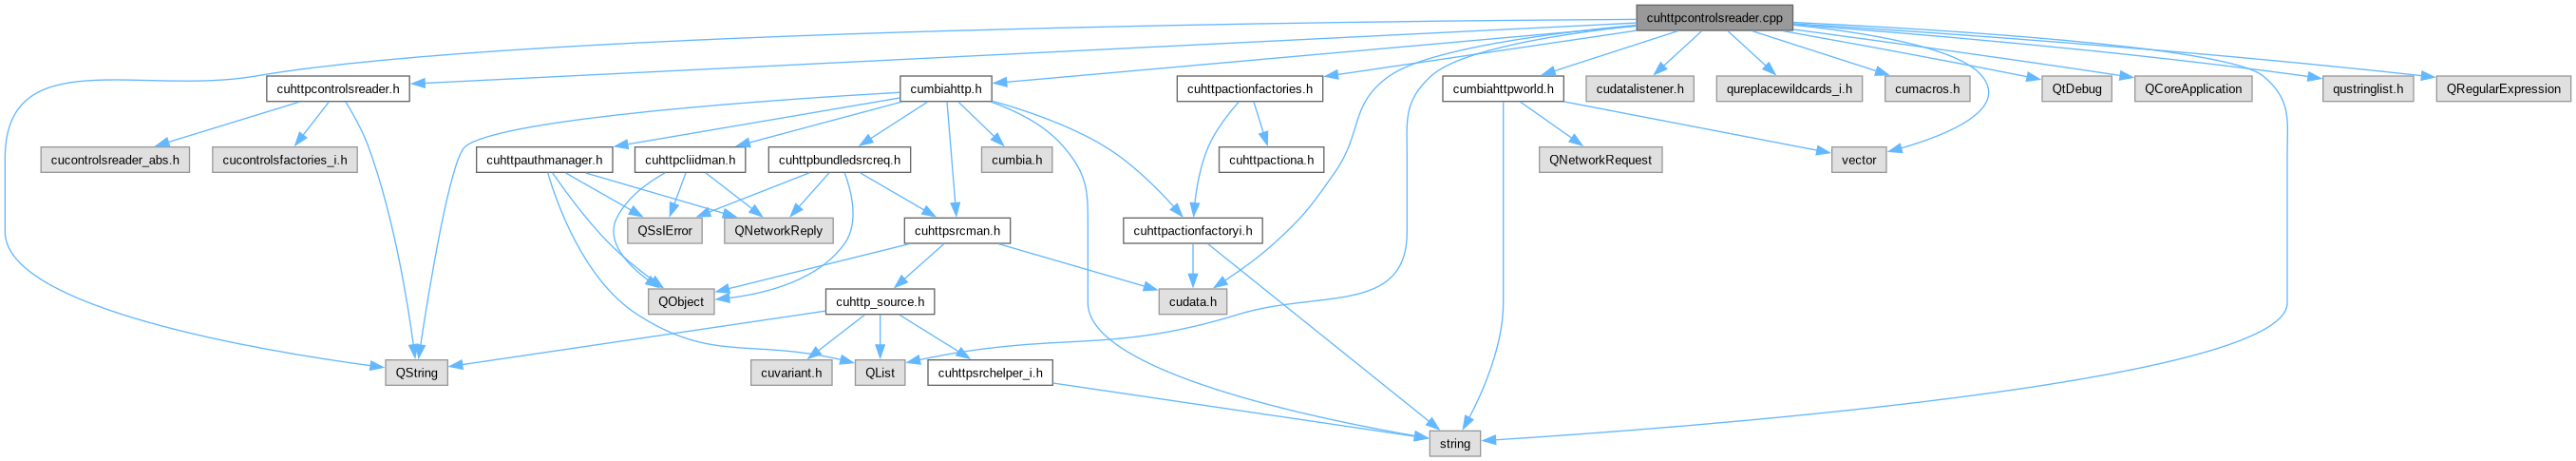 cuhttpcontrolsreader.cpp
cuhttpcontrolsreader.h
cumbiahttp.h
cuhttpactionfactories.h
cumbiahttpworld.h
cudatalistener.h
qureplacewildcards_i.h
cumacros.h
QtDebug
QCoreApplication
qustringlist.h
QRegularExpression
cucontrolsreader_abs.h
cucontrolsfactories_i.h
cuhttpauthmanager.h
cuhttpcliidman.h
cuhttpbundledsrcreq.h
cumbia.h
cuhttpactiona.h
QNetworkRequest
vector
QSslError
QNetworkReply
cuhttpsrcman.h
cuhttpactionfactoryi.h
QObject
cuhttp_source.h
cudata.h
QString
cuvariant.h
QList
cuhttpsrchelper_i.h
string